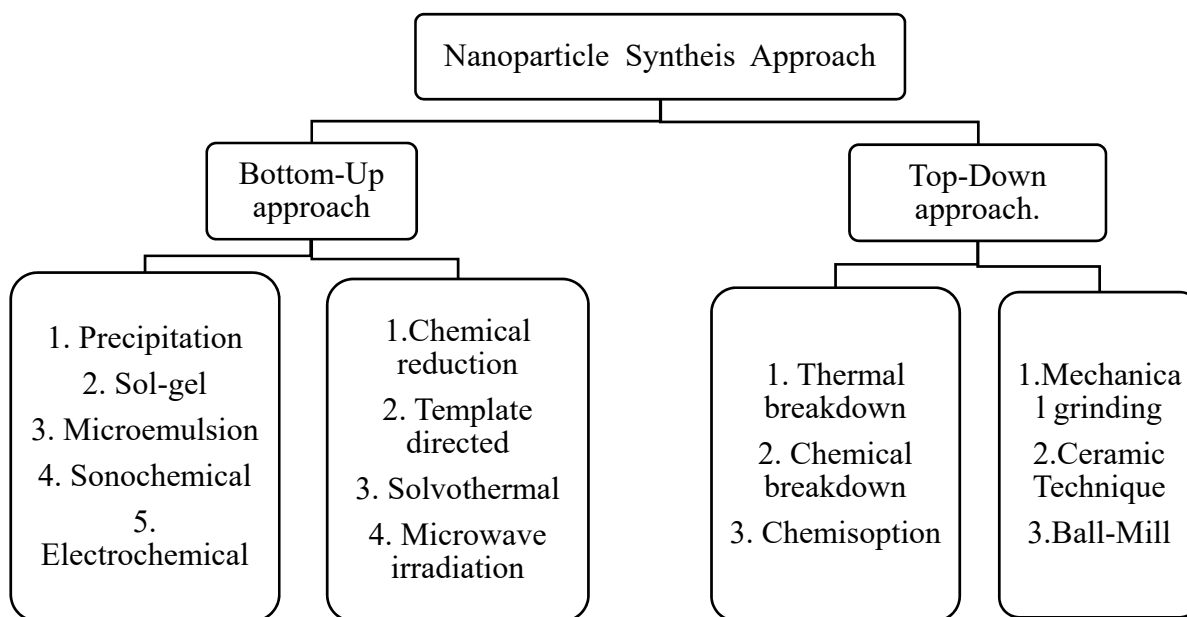 Nanoparticle Syntheis Approach
Bottom-Up
approach
Top-Down
approach.
1. Precipitation
2. Sol-gel
3. Microemulsion
4. Sonochemical
5.
Electrochemical
1.Chemical
reduction
2. Template
directed
3. Solvothermal
4. Microwave
irradiation
1. Thermal
breakdown
2. Chemical
breakdown
3. Chemisoption
1.Mechanica
l grinding
2.Ceramic
Technique
3.Ball-Mill